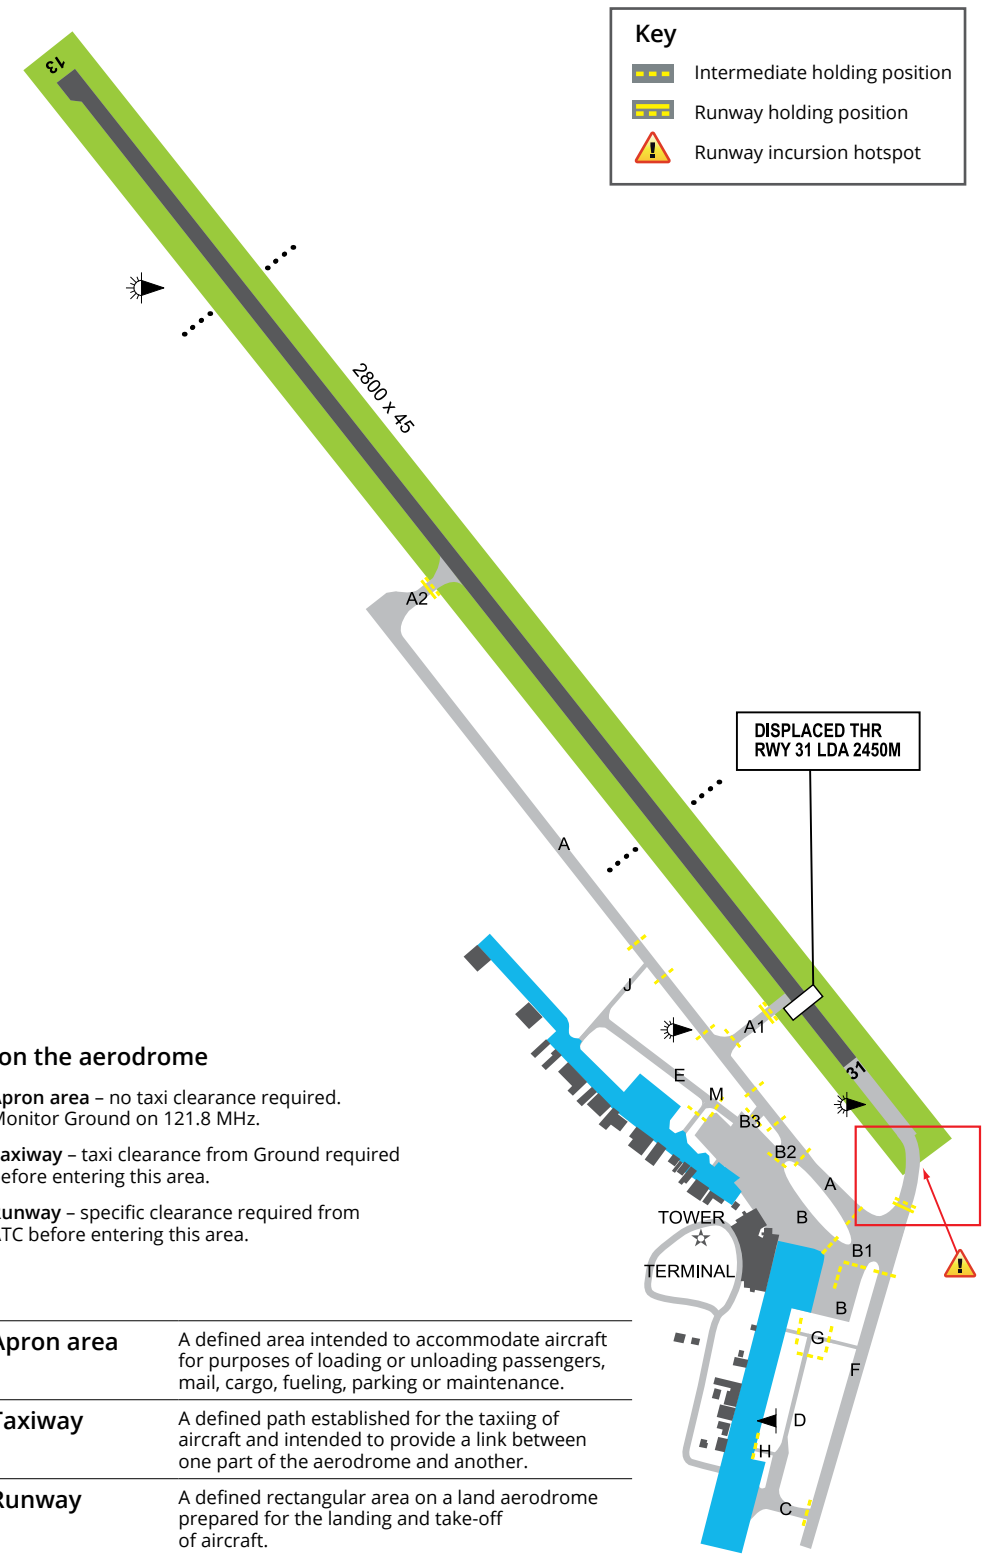 Key
Intermediate holding position
Runway holding position
Runway incursion hotspot
13
2800 x 45
A2
DISPLACED THR
RWY 31 LDA 2450M
A
J
A1
31
E
M
B3
B2
A
B
TOWER
B1
TERMINAL
B
G
F
D
H
C
on the aerodrome
pron area – no taxi clearance required.
Monitor Ground on 121.8 MHz.
axiway – taxi clearance from Ground required
efore entering this area.
unway – specific clearance required from
TC before entering this area.
Apron area
A defined area intended to accommodate aircraft
for purposes of loading or unloading passengers,
mail, cargo, fueling, parking or maintenance.
Taxiway
A defined path established for the taxiing of
aircraft and intended to provide a link between
one part of the aerodrome and another.
Runway
A defined rectangular area on a land aerodrome
prepared for the landing and take-off
of aircraft.